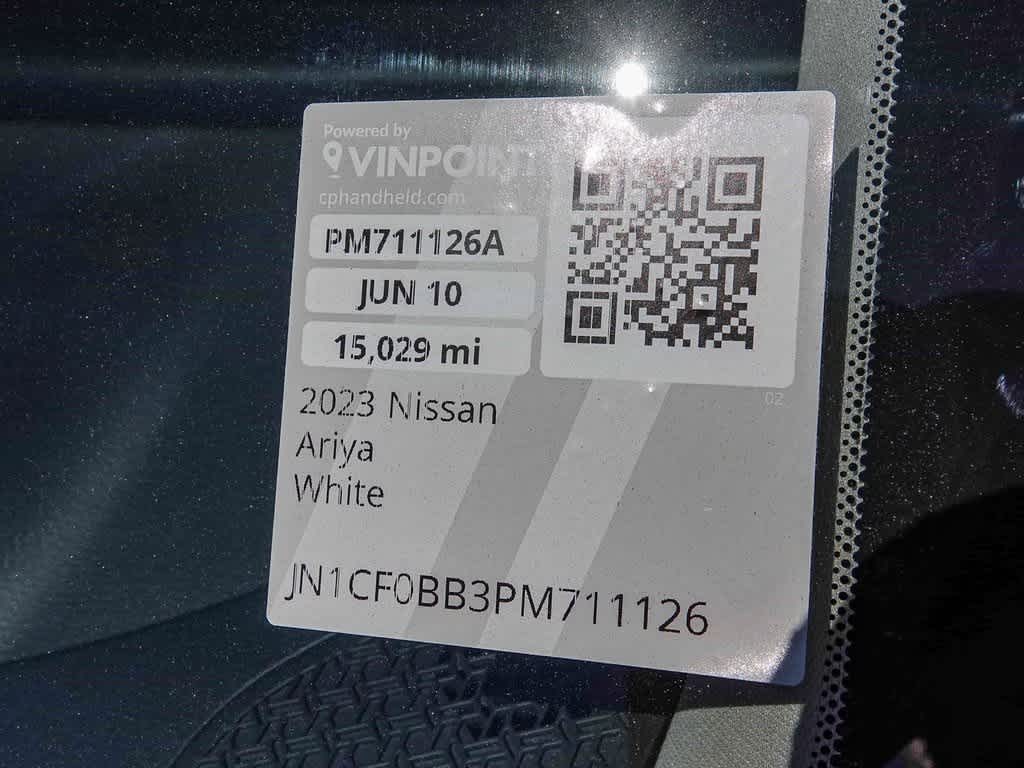 Powered by
VINPOINT
cphandheld.com
PM711126A
JUN 10
15,029 mi
02
2023 Nissan
Ariya
White
JN1CF0BB3PM711126